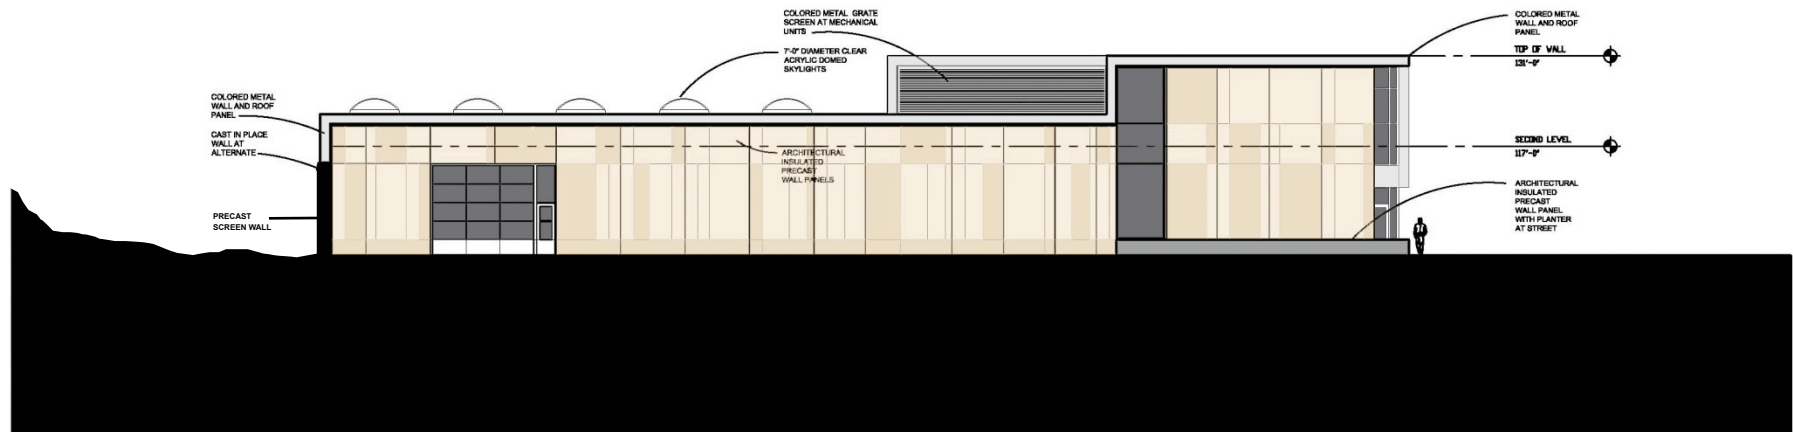 COLORED METAL GRATE
SCREEN AT MECHANICAL
UNITS
7'-0" DIAMETER CLEAR
ACRYLIC DOMED
SKYLIGHTS
COLORED METAL
WALL AND ROOF
PANEL
TOP OF WALL
131'-0"
COLORED METAL
WALL AND ROOF
PANEL
CAST IN PLACE
WALL AT
ALTERNATE
ARCHITECTURAL
INSULATED
PRECAST
WALL PANELS
SECOND LEVEL
117'-0"
PRECAST
SCREEN WALL
ARCHITECTURAL
INSULATED
PRECAST
WALL PANEL
WITH PLANTER
AT STREET